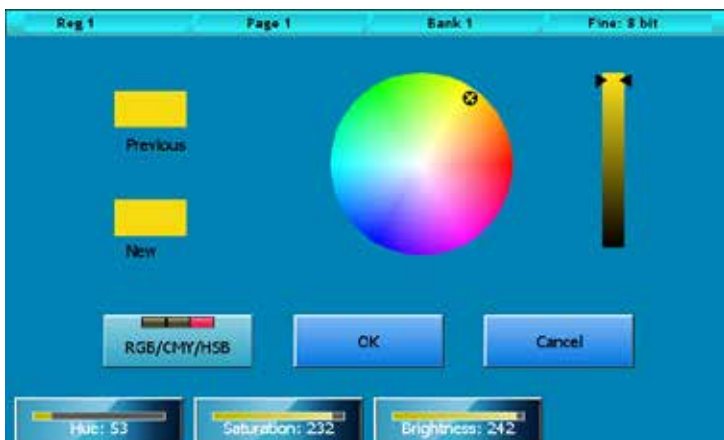 Reg 1 Page 1 Bank 1 Fine: 8 bit
Previous
New
RGB/CMY/HSB OK Cancel
Hue: 53 Saturation: 232 Brightness: 242